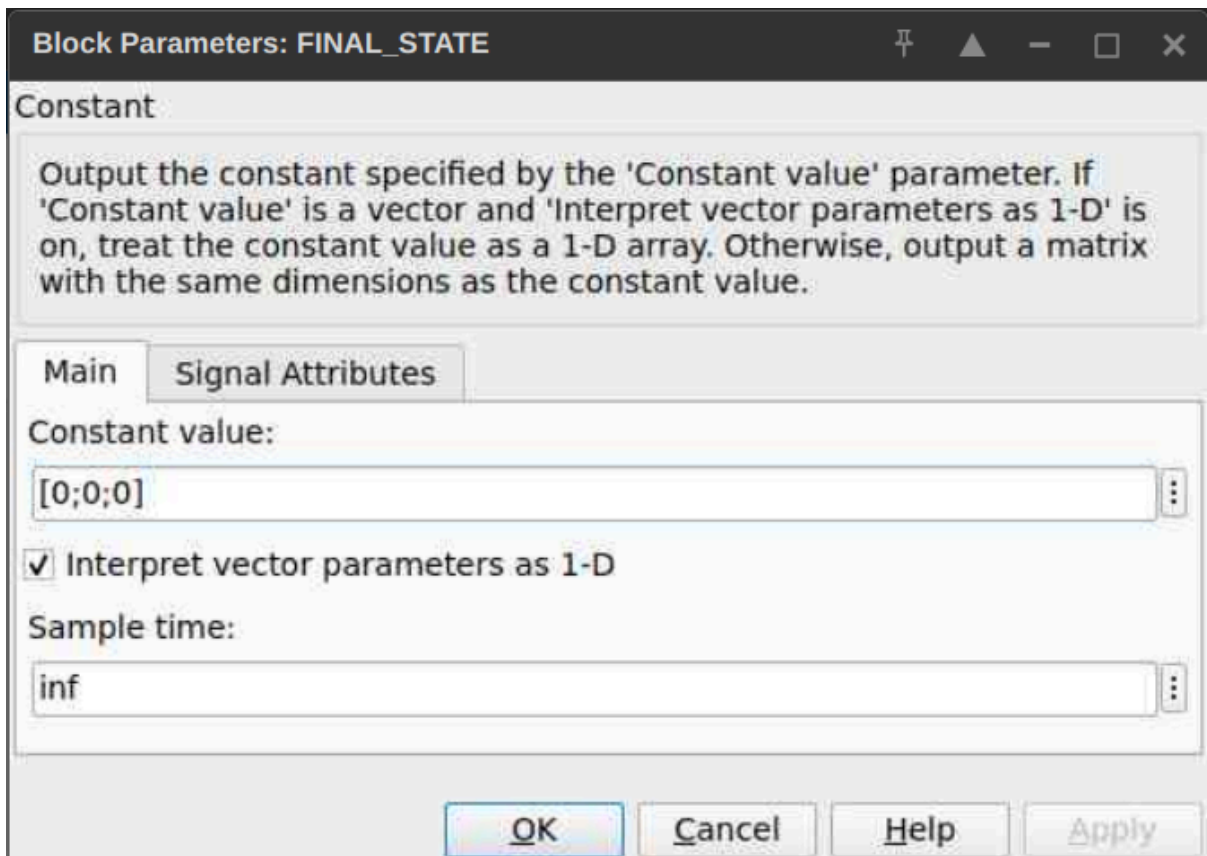 Block Parameters: FINAL_STATE
Constant
Output the constant specified by the 'Constant value' parameter. If
'Constant value' is a vector and 'Interpret vector parameters as 1-D' is
on, treat the constant value as a 1-D array. Otherwise, output a matrix
with the same dimensions as the constant value.
Main Signal Attributes
Constant value:
[0;0;0]
Interpret vector parameters as 1-D
Sample time:
inf
OK Cancel Help Apply